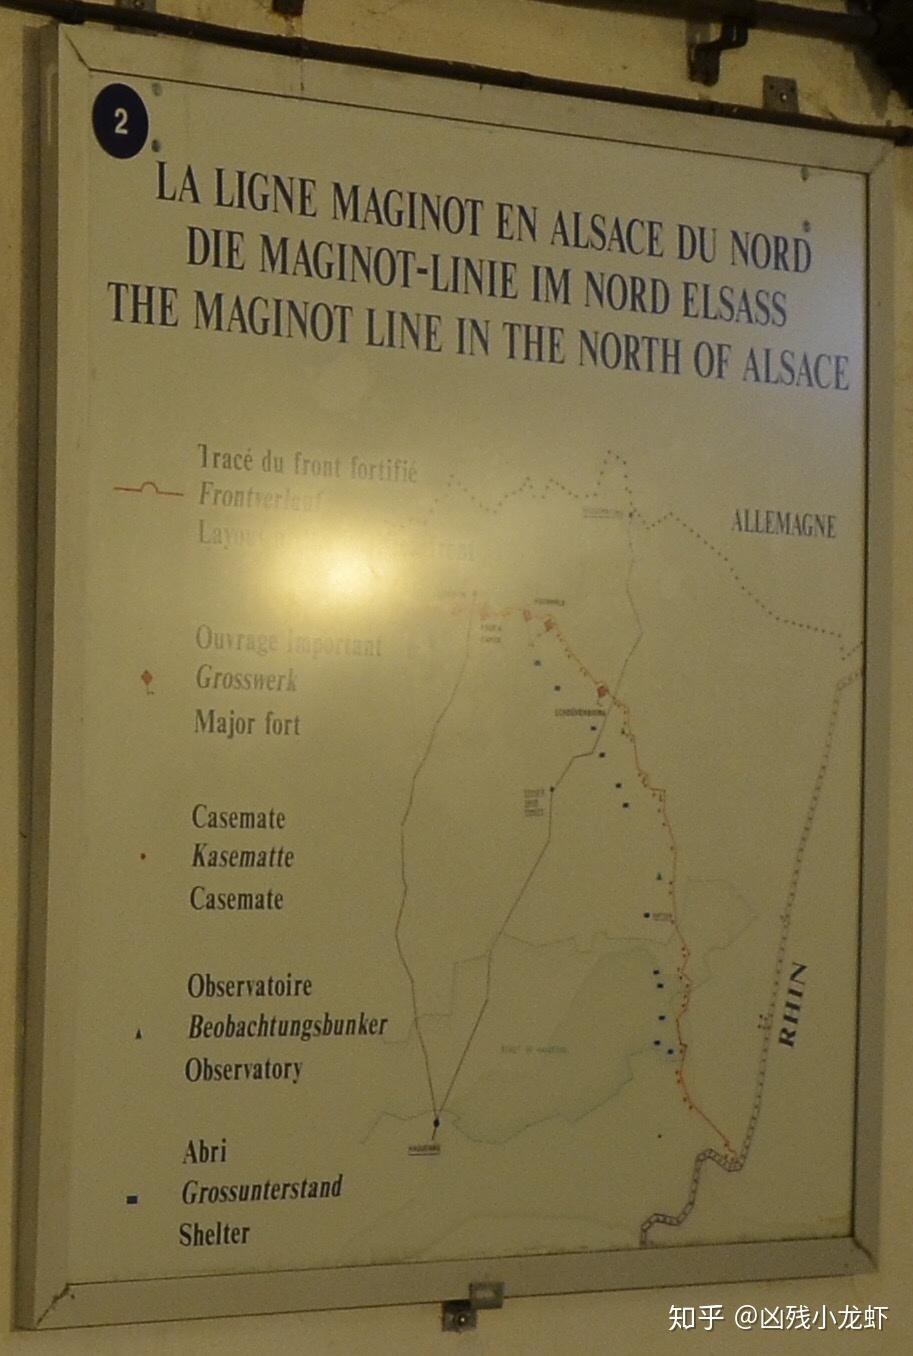 2
LA LIGNE MAGINOT EN ALSACE DU NORD
DIE MAGINOT-LINIE IM NORD ELSASS
THE MAGINOT LINE IN THE NORTH OF ALSACE
Tracé du front fortifié
Frontverlauf
ALLEMAGNE
Ouvrage important
Grosswerk
Major fort
SCHOENENBOURG
Casemate
Kasematte
Casemate
Observatoire
Beobachtungsbunker
Observatory
RHIN
Abri
Grossunterstand
Shelter
知乎 @凶残小龙虾